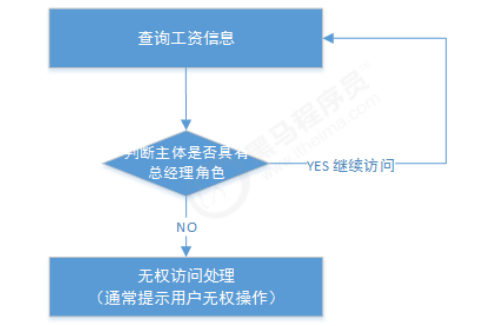 查询工资信息
判断主体是否具有
总经理角色
YES 继续访问
NO
无权访问处理
（通常提示用户无权操作）
黑马程序员
www.itheima.com